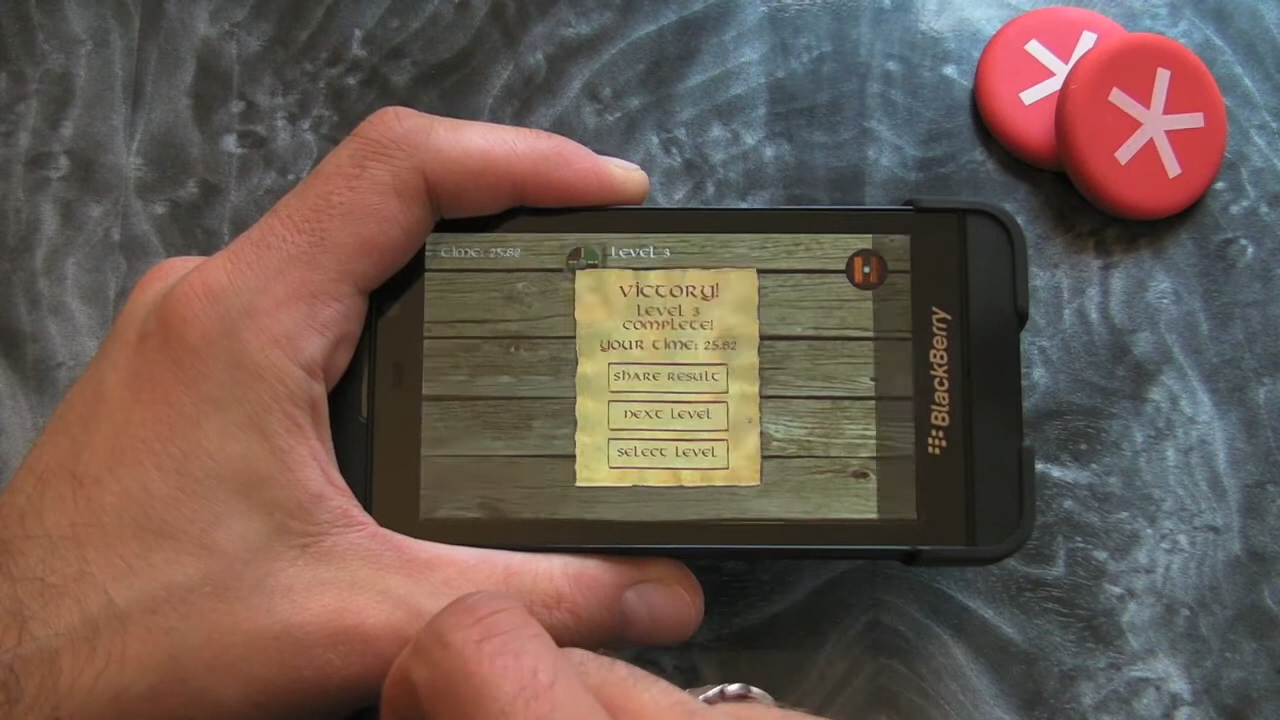 TIME: 25.82
LEVEL 3
VICTORY!
LEVEL 3
COMPLETE!
YOUR TIME: 25.82
SHARE RESULT
NEXT LEVEL
SELECT LEVEL
BlackBerry